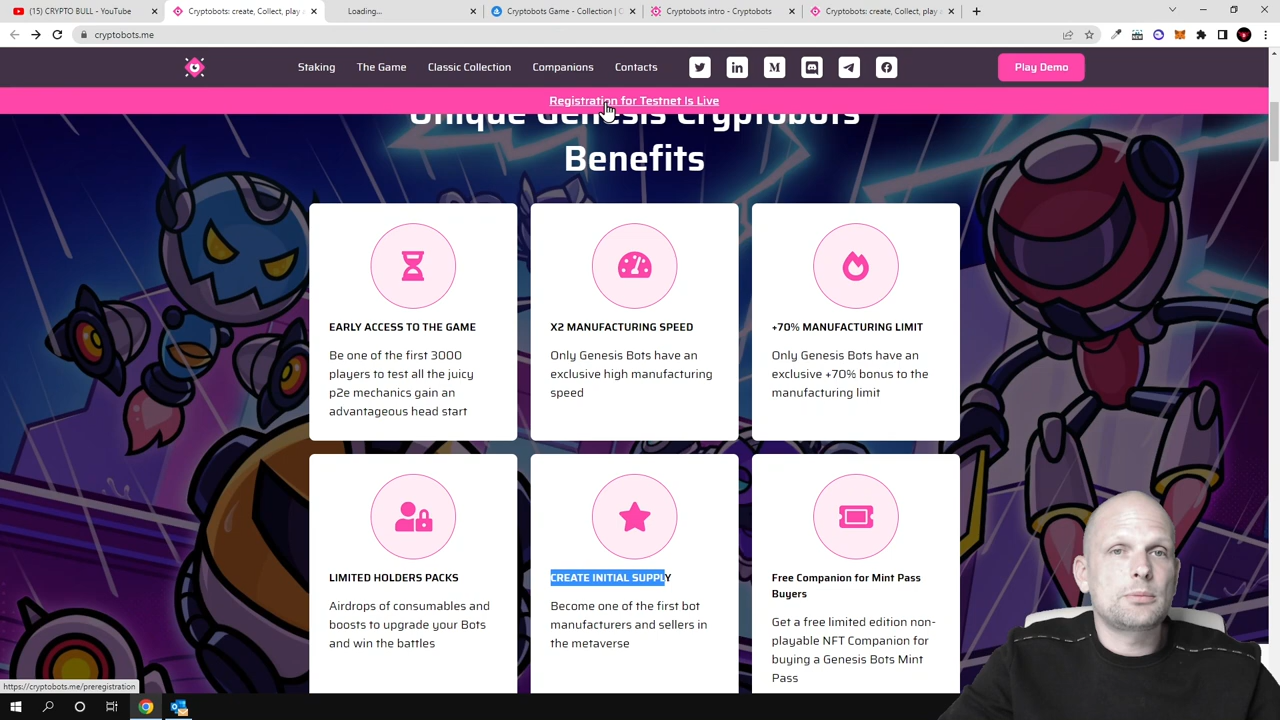 (15) CRYPTO BULL - YouTube
Cryptobots: create, Collect, play a
Loading...
Cryptobots Game - Collection | O
Cryptobots intro - Cryptobots
Cryptobots: create, Collect, play a
cryptobots.me
Staking
The Game
Classic Collection
Companions
Contacts
Play Demo
Registration for Testnet Is Live
Unique Genesis Cryptobots
Benefits
EARLY ACCESS TO THE GAME
Be one of the first 3000
players to test all the juicy
p2e mechanics gain an
advantageous head start
X2 MANUFACTURING SPEED
Only Genesis Bots have an
exclusive high manufacturing
speed
+70% MANUFACTURING LIMIT
Only Genesis Bots have an
exclusive +70% bonus to the
manufacturing limit
LIMITED HOLDERS PACKS
Airdrops of consumables and
boosts to upgrade your Bots
and win the battles
CREATE INITIAL SUPPLY
Become one of the first bot
manufacturers and sellers in
the metaverse
Free Companion for Mint Pass
Buyers
Get a free limited edition non-
playable NFT Companion for
buying a Genesis Bots Mint
Pass
https://cryptobots.me/preregistration